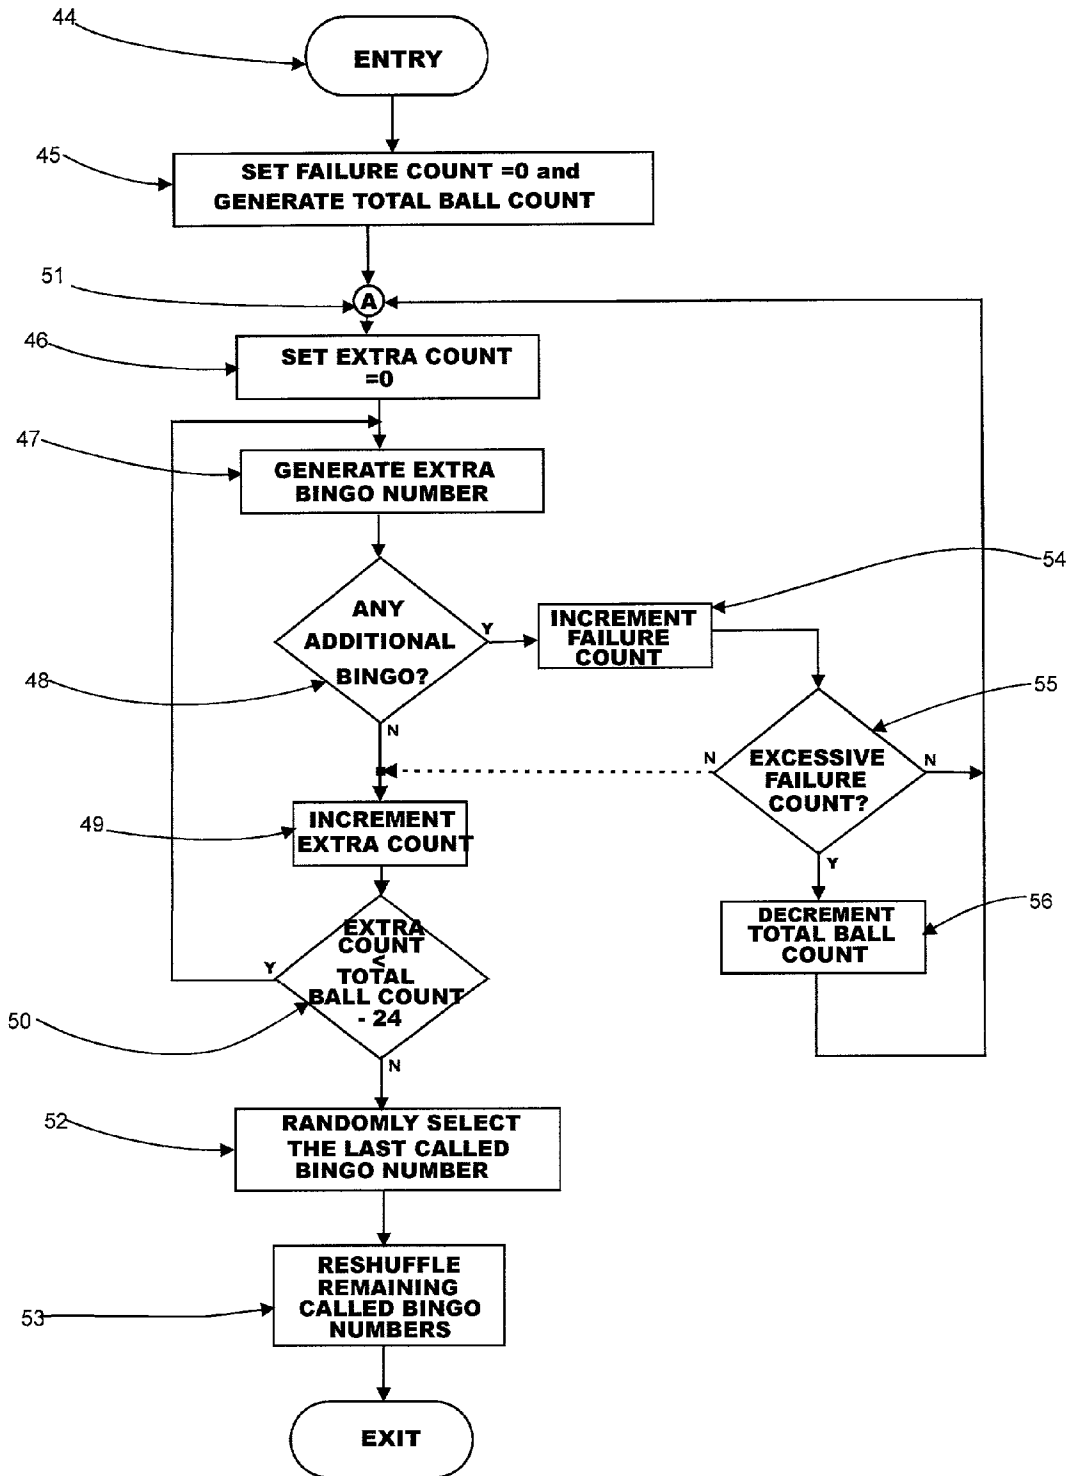 44
ENTRY
45
SET FAILURE COUNT =0 and
GENERATE TOTAL BALL COUNT
51
A
46
SET EXTRA COUNT
=0
47
GENERATE EXTRA
BINGO NUMBER
54
ANY
ADDITIONAL
BINGO?
Y
INCREMENT
FAILURE
COUNT
48
N
55
N
EXCESSIVE
FAILURE
COUNT?
N
49
INCREMENT
EXTRA COUNT
Y
56
DECREMENT
TOTAL BALL
COUNT
Y
EXTRA
COUNT
<
TOTAL
BALL COUNT
- 24
50
N
52
RANDOMLY SELECT
THE LAST CALLED
BINGO NUMBER
53
RESHUFFLE
REMAINING
CALLED BINGO
NUMBERS
EXIT